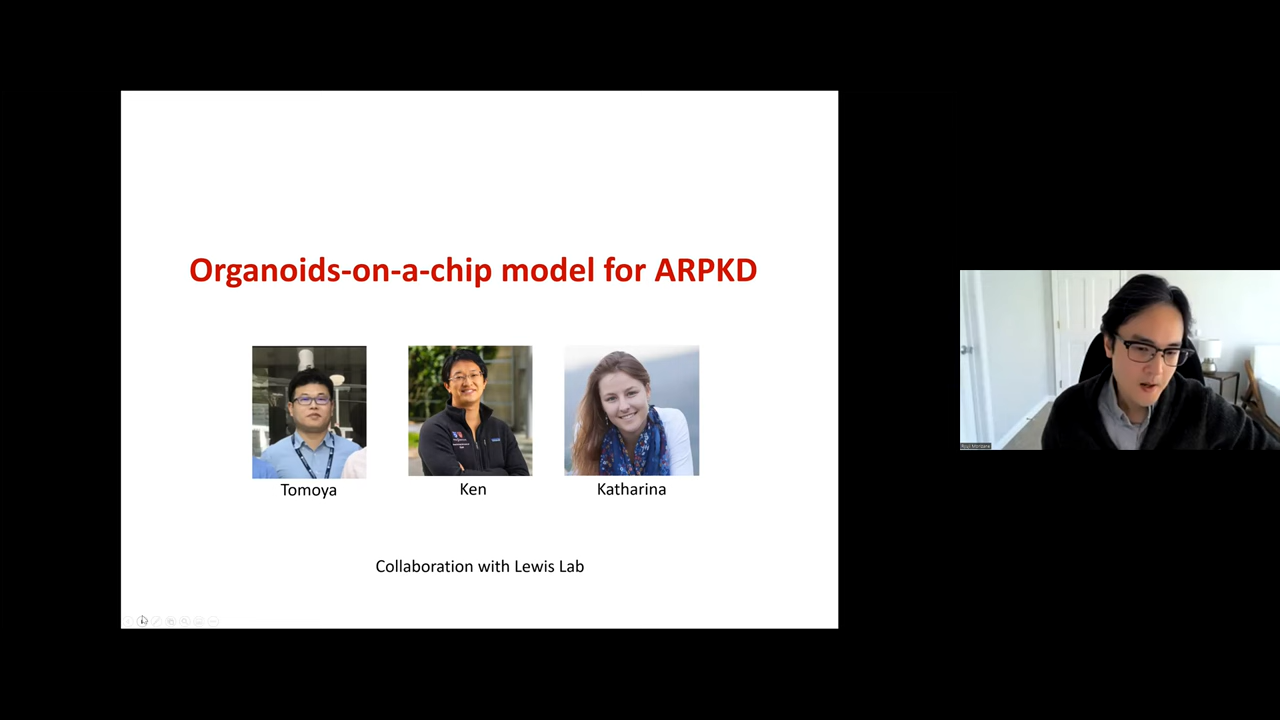 Organoids-on-a-chip model for ARPKD
Tomoya
Ken
Katharina
Collaboration with Lewis Lab